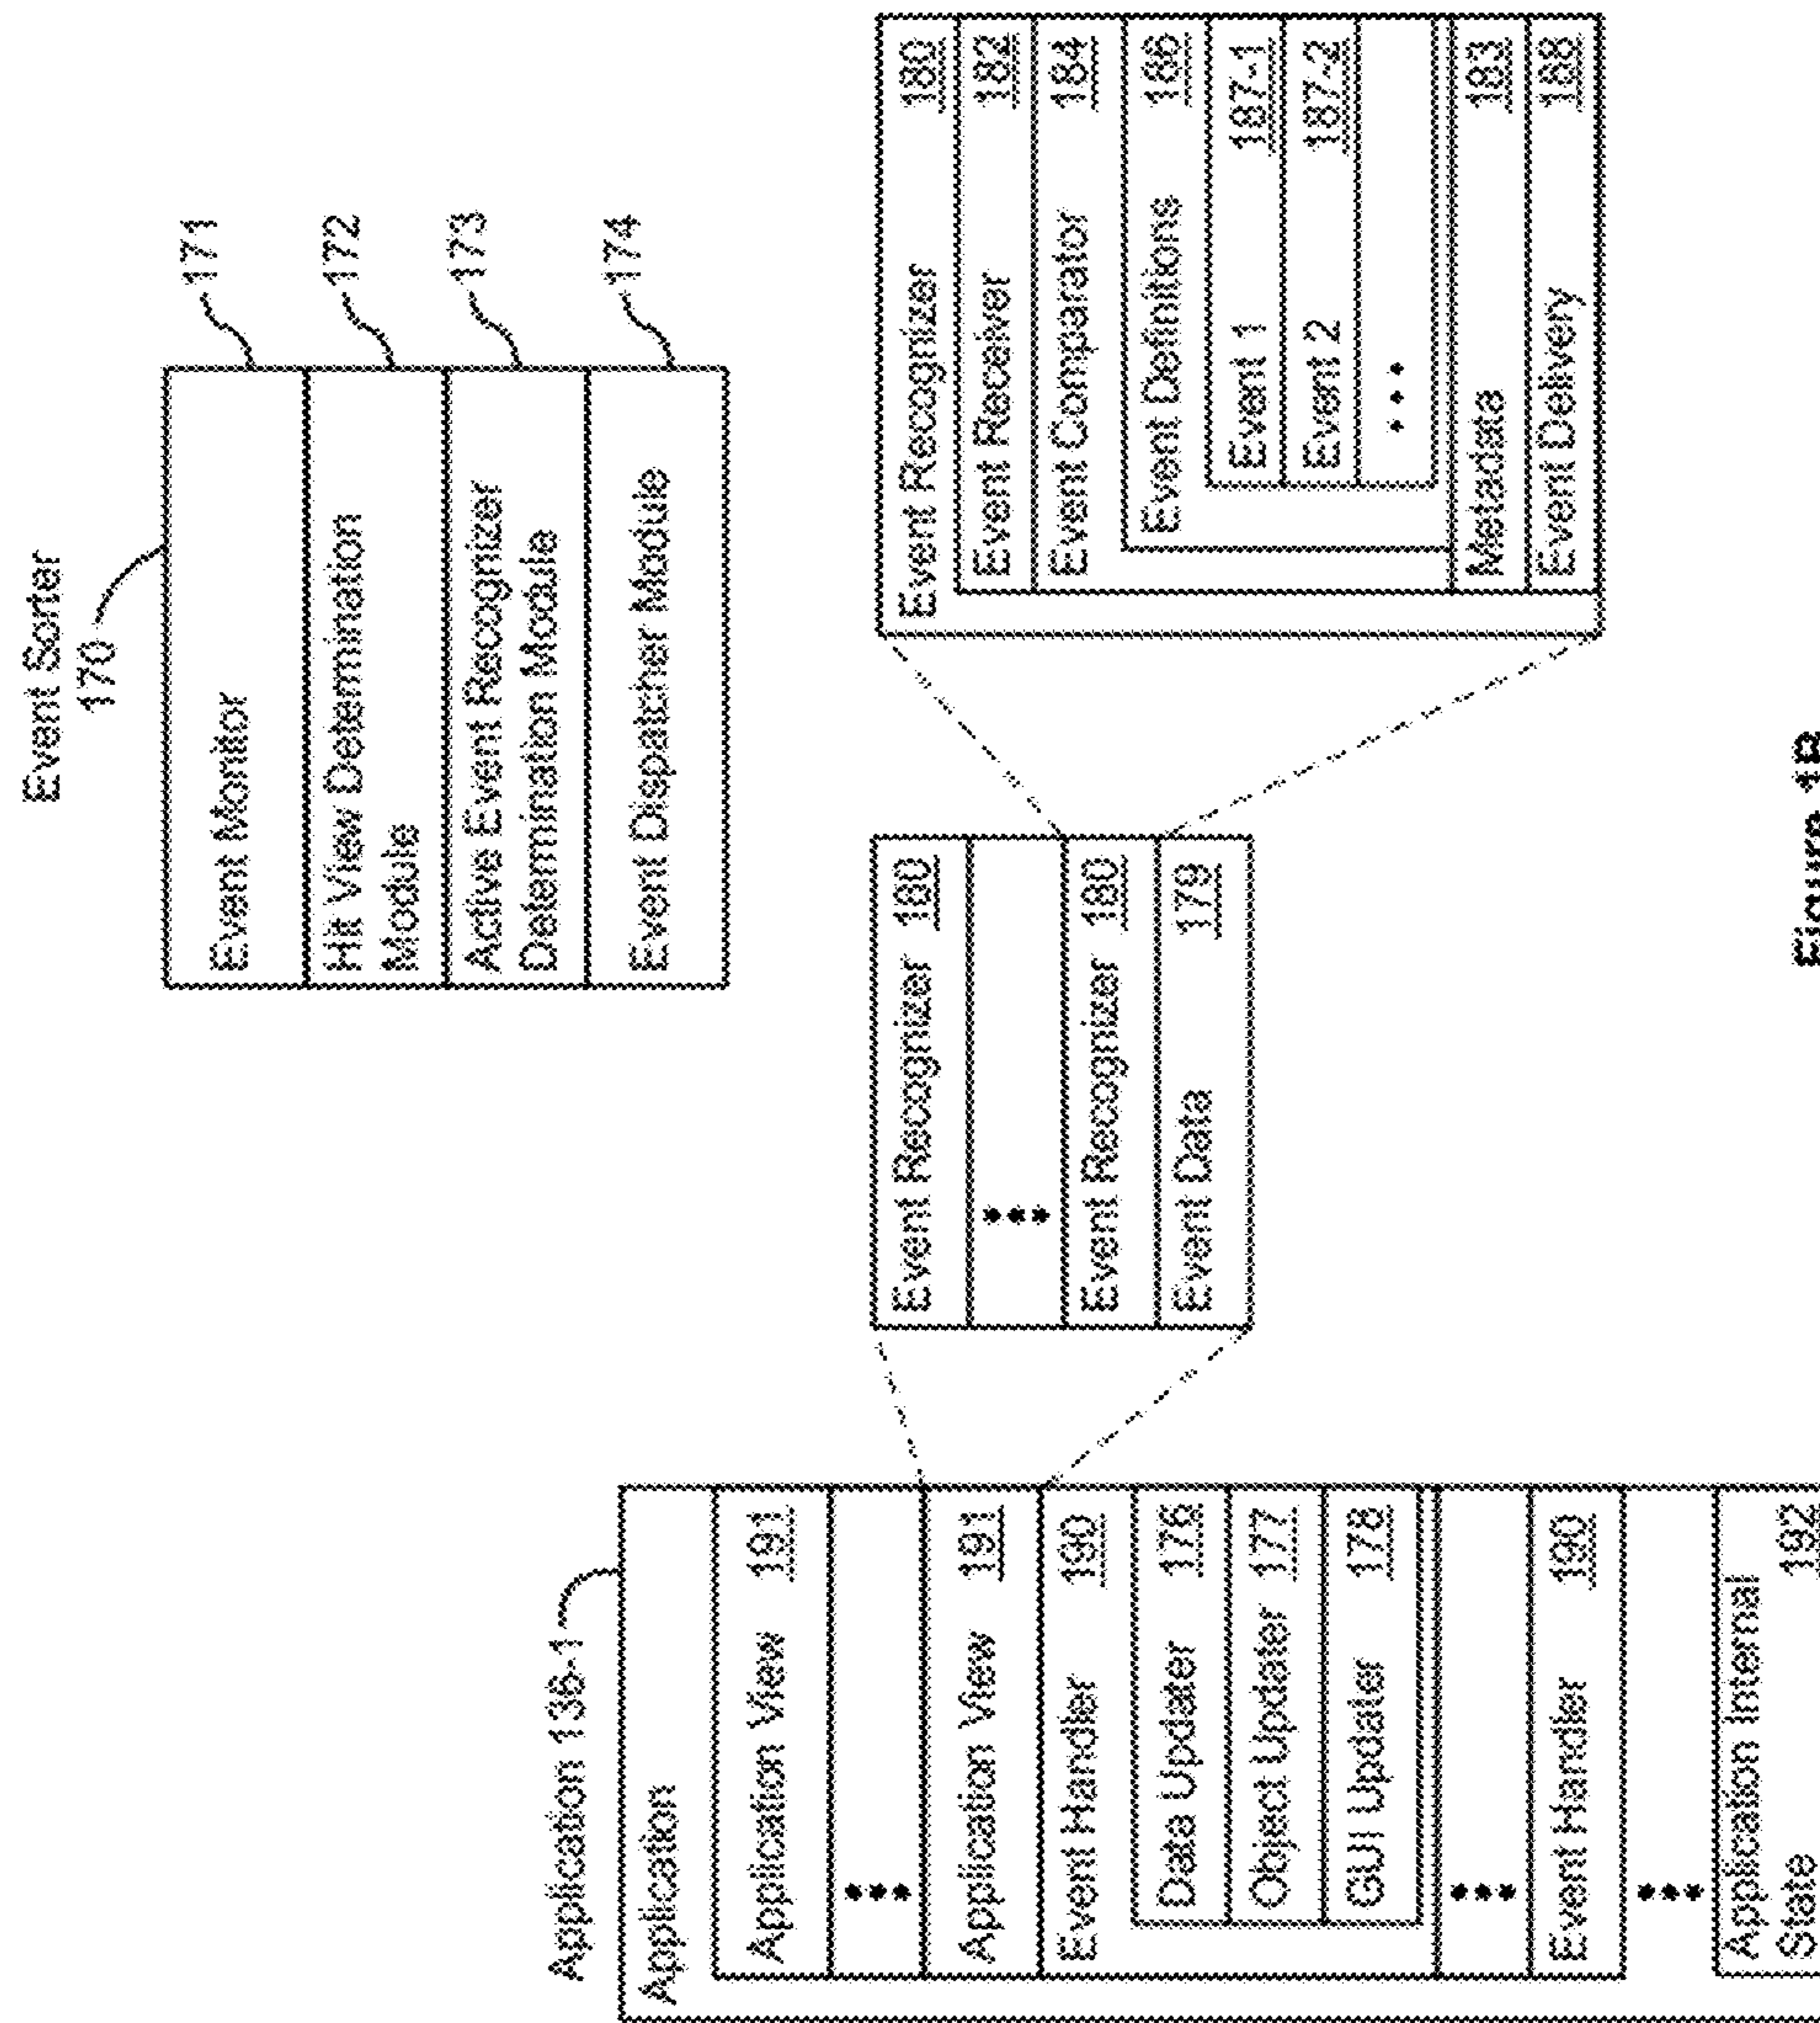 Event Sorter
170
Event Monitor
171
Hit View Determination
Module
172
Active Event Recognizer
Determination Module
173
Event Dispatcher Module
174
Application 136-1
Application
Application View 191
•••
Application View 191
Event Handler 190
Data Updater 176
Object Updater 177
GUI Updater 178
•••
Event Handler 190
•••
Application Internal
State 192
Event Recognizer 180
•••
Event Recognizer 180
Event Data 179
Event Recognizer 180
Event Receiver 182
Event Comparator 184
Event Definitions 186
Event 1 187-1
Event 2 187-2
•••
Metadata 183
Event Delivery 188
Figure 1B